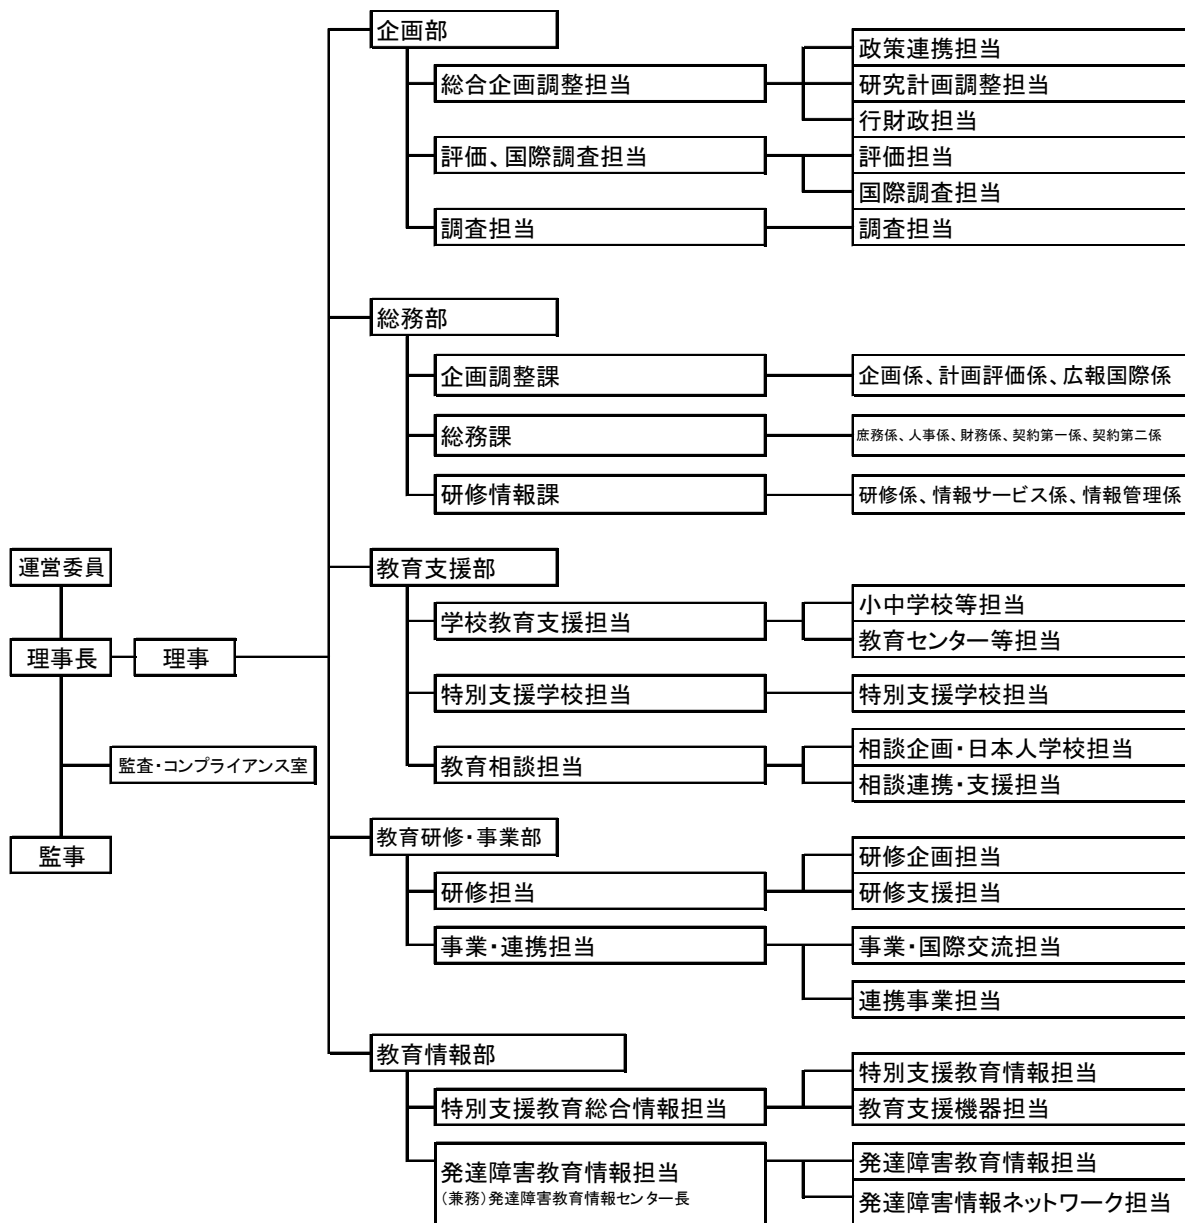 企画部
政策連携担当
総合企画調整担当
研究計画調整担当
行財政担当
評価、国際調査担当
評価担当
国際調査担当
調査担当
調査担当
総務部
企画調整課
企画係、計画評価係、広報国際係
総務課
庶務係、人事係、財務係、契約第一係、契約第二係
研修情報課
研修係、情報サービス係、情報管理係
運営委員
理事長
理事
監査・コンプライアンス室
監事
教育支援部
小中学校等担当
学校教育支援担当
教育センター等担当
特別支援学校担当
特別支援学校担当
相談企画・日本人学校担当
教育相談担当
相談連携・支援担当
教育研修・事業部
研修企画担当
研修担当
研修支援担当
事業・連携担当
事業・国際交流担当
連携事業担当
教育情報部
特別支援教育情報担当
特別支援教育総合情報担当
教育支援機器担当
発達障害教育情報担当
(兼務)発達障害教育情報センター長
発達障害教育情報担当
発達障害情報ネットワーク担当